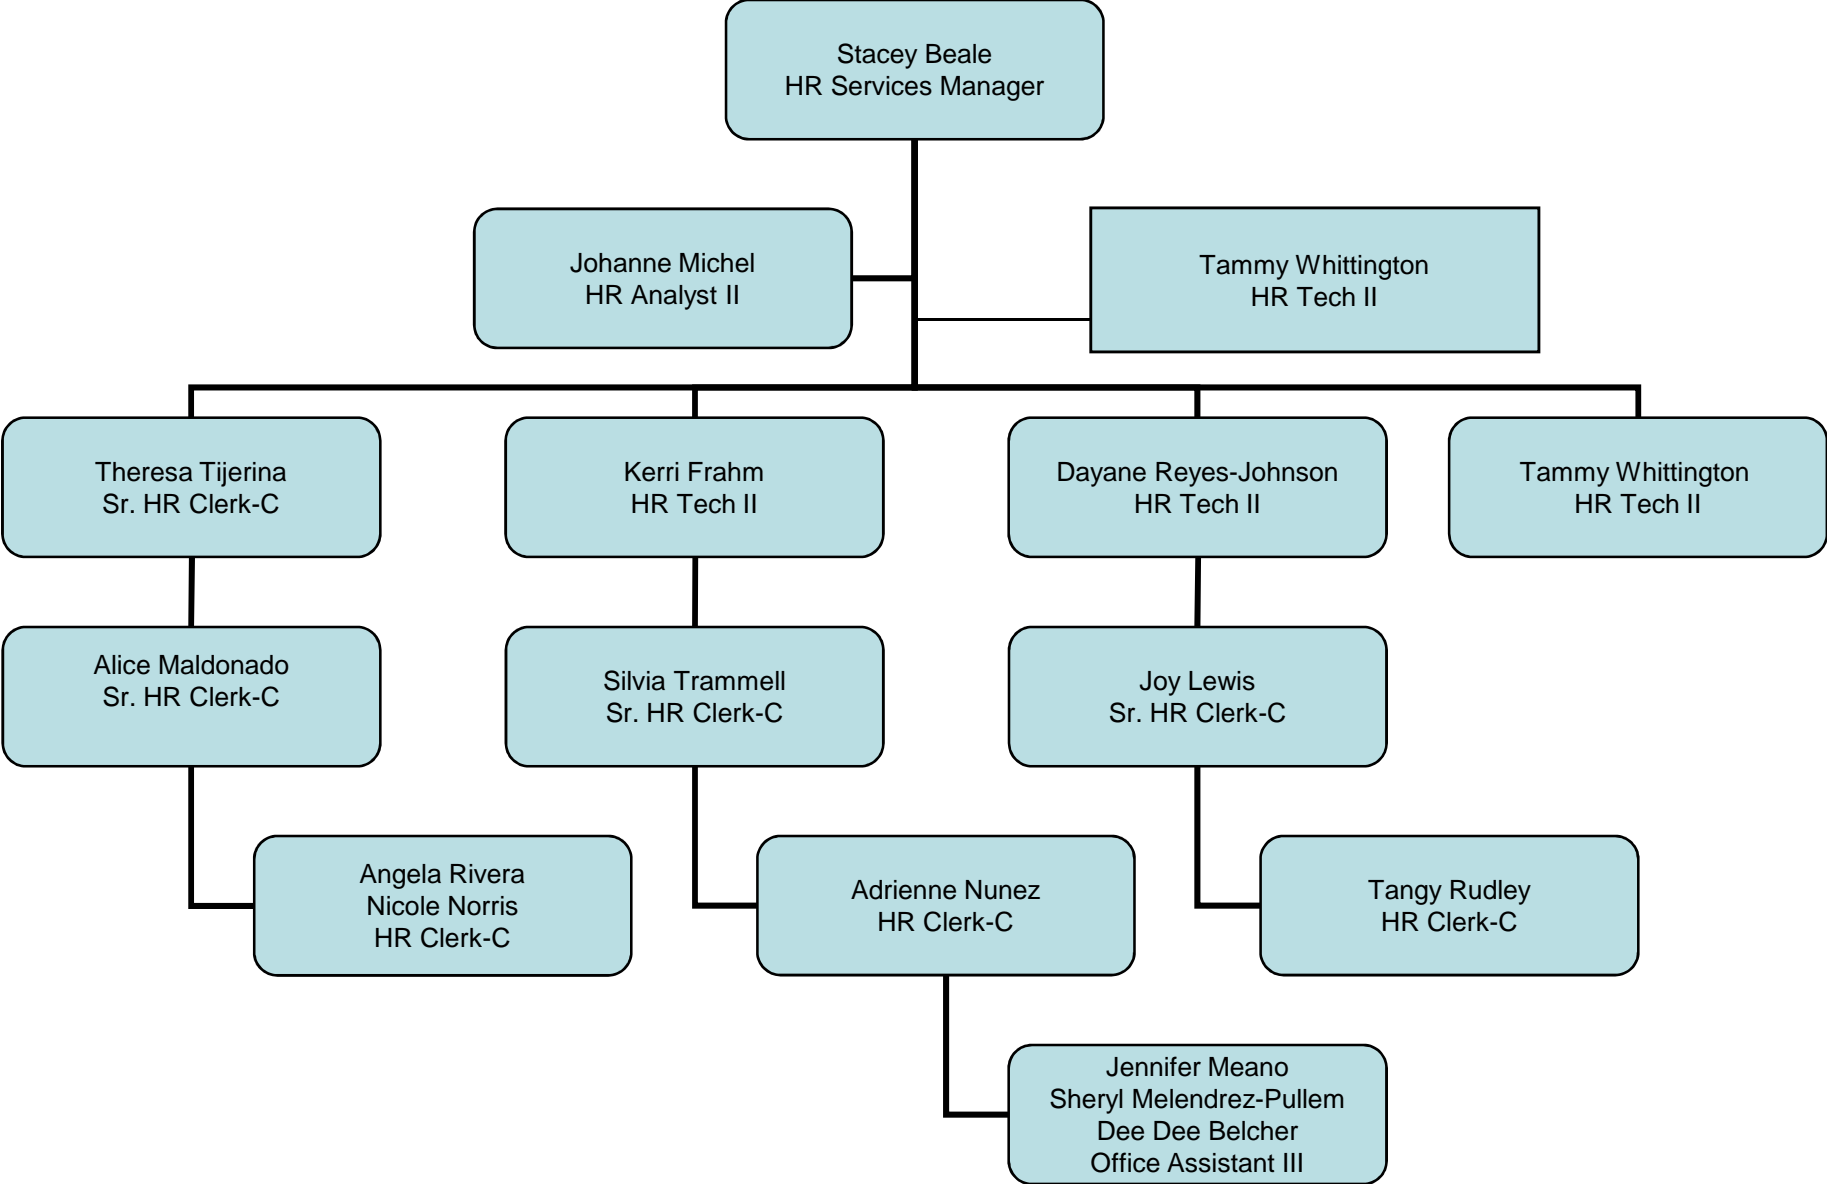 Stacey Beale
HR Services Manager
Johanne Michel
HR Analyst II
Tammy Whittington
HR Tech II
Theresa Tijerina
Sr. HR Clerk-C
Kerri Frahm
HR Tech II
Dayane Reyes-Johnson
HR Tech II
Tammy Whittington
HR Tech II
Alice Maldonado
Sr. HR Clerk-C
Silvia Trammell
Sr. HR Clerk-C
Joy Lewis
Sr. HR Clerk-C
Angela Rivera
Nicole Norris
HR Clerk-C
Adrienne Nunez
HR Clerk-C
Tangy Rudley
HR Clerk-C
Jennifer Meano
Sheryl Melendrez-Pullem
Dee Dee Belcher
Office Assistant III